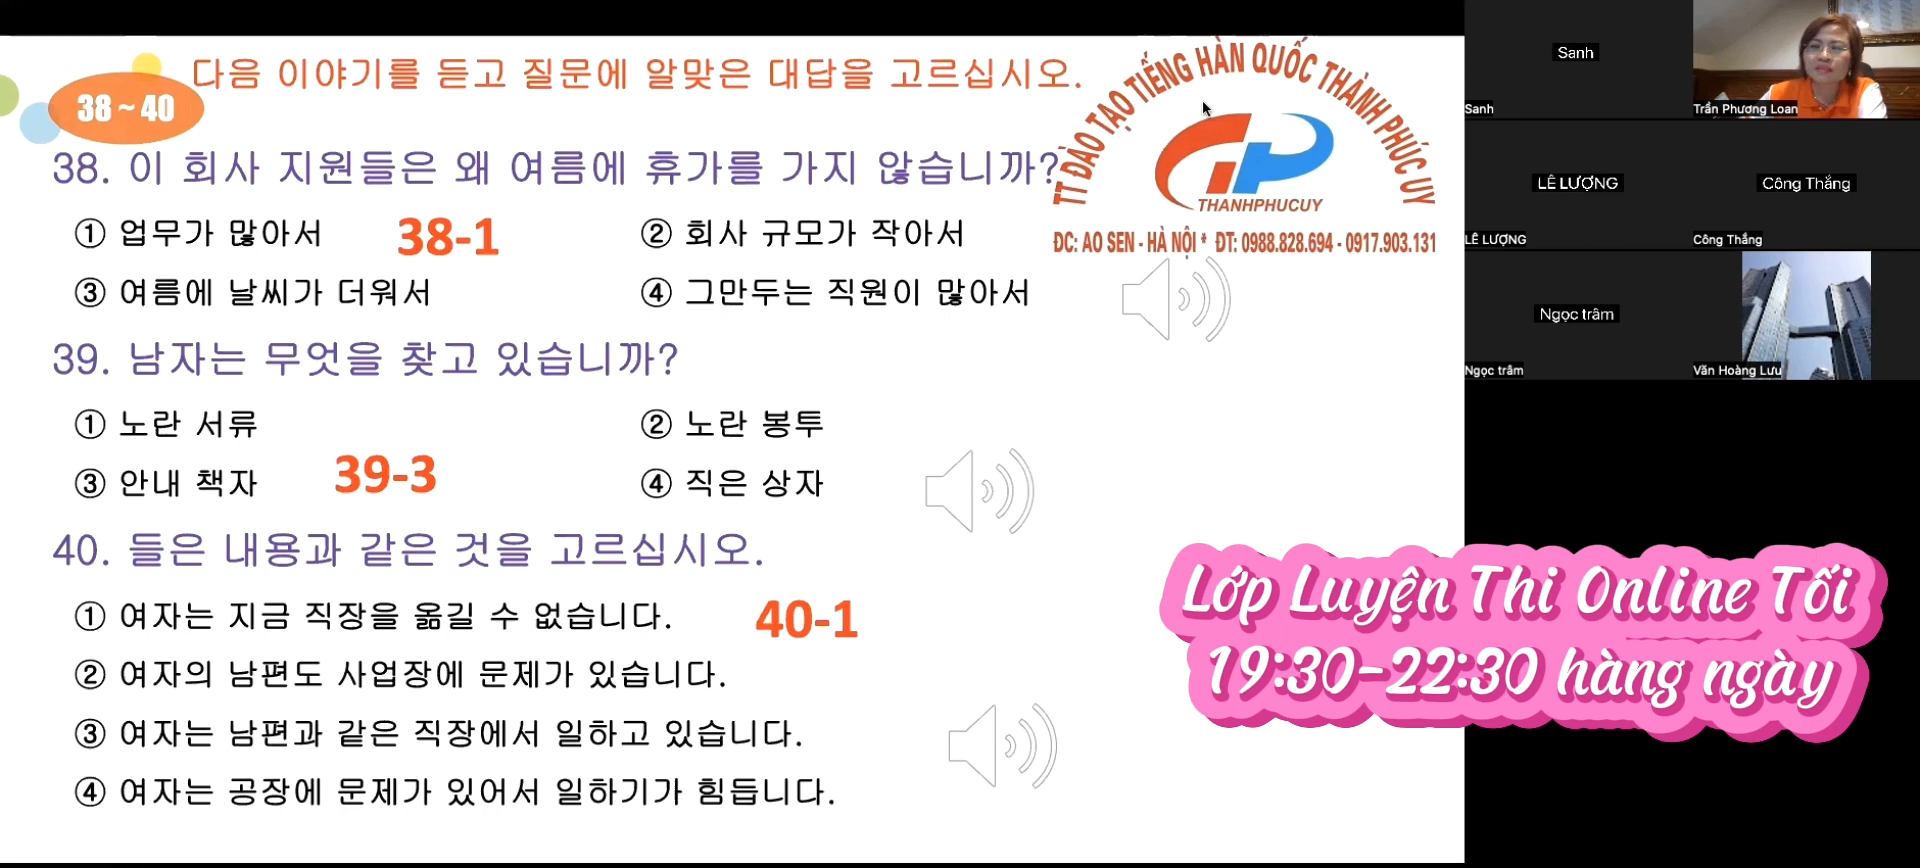 다음 이야기를 듣고 질문에 알맞은 대답을 고르십시오.
38 ~ 40
38. 이 회사 지원들은 왜 여름에 휴가를 가지 않습니까?
① 업무가 많아서
38-1
② 회사 규모가 작아서
③ 여름에 날씨가 더워서
④ 그만두는 직원이 많아서
39. 남자는 무엇을 찾고 있습니까?
① 노란 서류
② 노란 봉투
③ 안내 책자
39-3
④ 직은 상자
40. 들은 내용과 같은 것을 고르십시오.
① 여자는 지금 직장을 옮길 수 없습니다.
40-1
② 여자의 남편도 사업장에 문제가 있습니다.
③ 여자는 남편과 같은 직장에서 일하고 있습니다.
④ 여자는 공장에 문제가 있어서 일하기가 힘듭니다.
TT ĐÀO TẠO TIẾNG HÀN QUỐC THÀNH PHÚC UY
THANHPHUCUY
ĐC: AO SEN - HÀ NỘI * ĐT: 0988.828.694 - 0917.903.131
Sanh
Sanh
Trần Phương Loan
LÊ LƯỢNG
Công Thắng
LÊ LƯỢNG
Công Thắng
Ngọc trâm
Ngọc trâm
Văn Hoàng Lưu
Lớp Luyện Thi Online Tối
19:30-22:30 hàng ngày